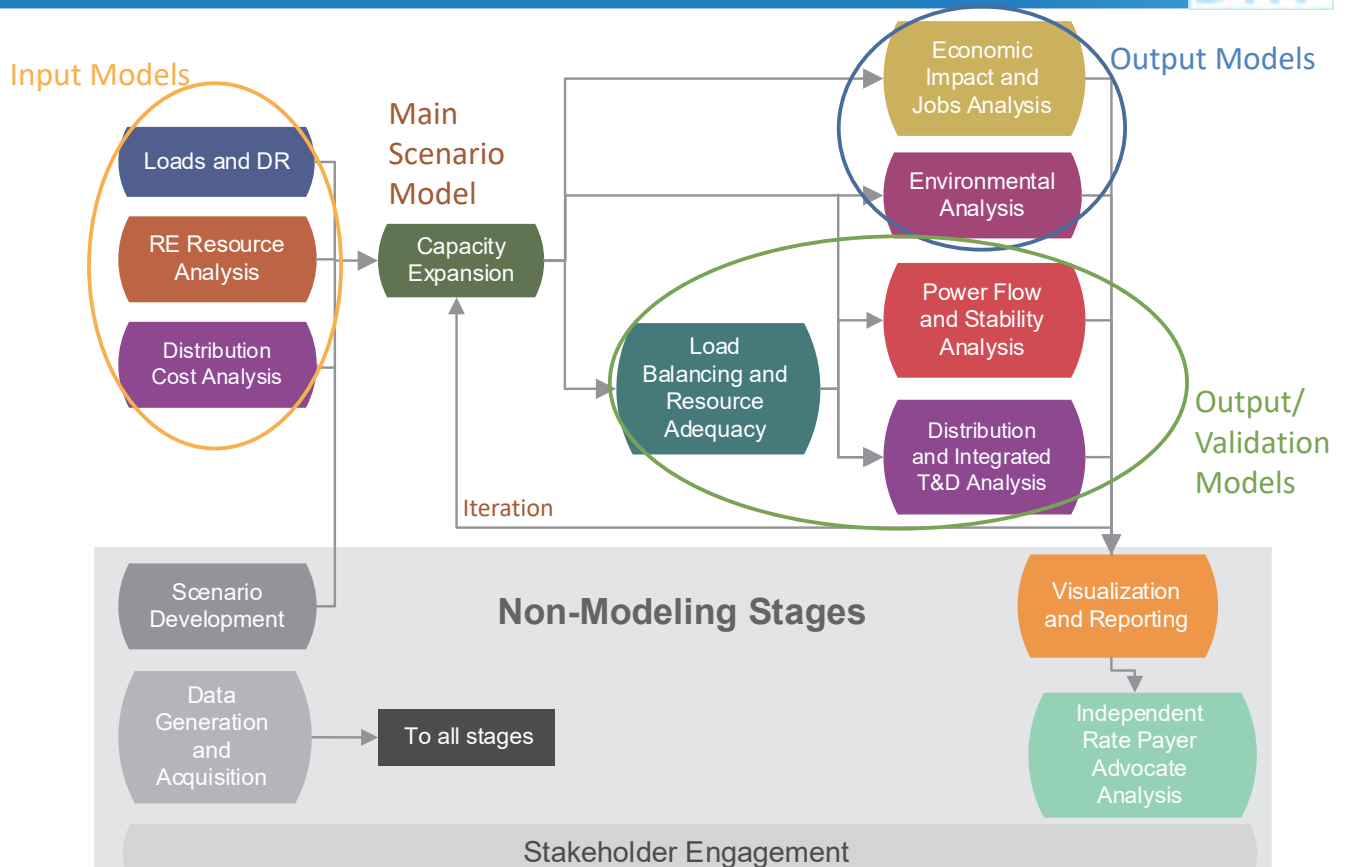 Input Models
Loads and DR
RE Resource
Analysis
Distribution
Cost Analysis
Main
Scenario
Model
Capacity
Expansion
Economic
Impact and
Jobs Analysis
Output Models
Environmental
Analysis
Load
Balancing and
Resource
Adequacy
Power Flow
and Stability
Analysis
Distribution
and Integrated
T&D Analysis
Output/
Validation
Models
Iteration
Non-Modeling Stages
Scenario
Development
Data
Generation
and
Acquisition
To all stages
Visualization
and Reporting
Independent
Rate Payer
Advocate
Analysis
Stakeholder Engagement